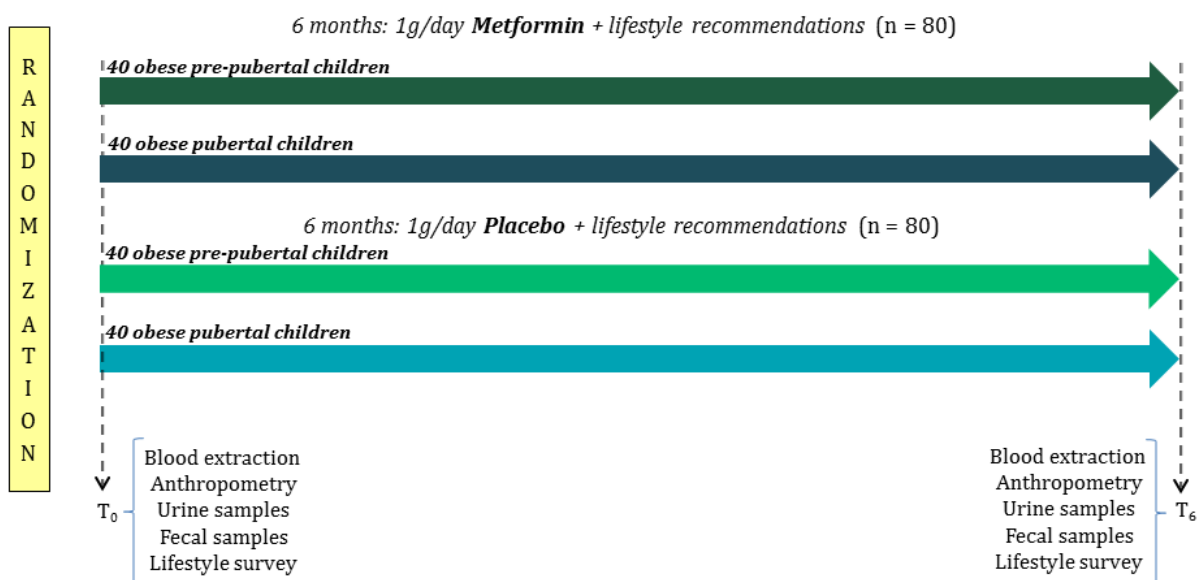 RANDOMIZATION
6 months: 1g/day Metformin + lifestyle recommendations (n = 80)
40 obese pre-pubertal children
40 obese pubertal children
6 months: 1g/day Placebo + lifestyle recommendations (n = 80)
40 obese pre-pubertal children
40 obese pubertal children
T₀
Blood extraction
Anthropometry
Urine samples
Fecal samples
Lifestyle survey
Blood extraction
Anthropometry
Urine samples
Fecal samples
Lifestyle survey
T₆